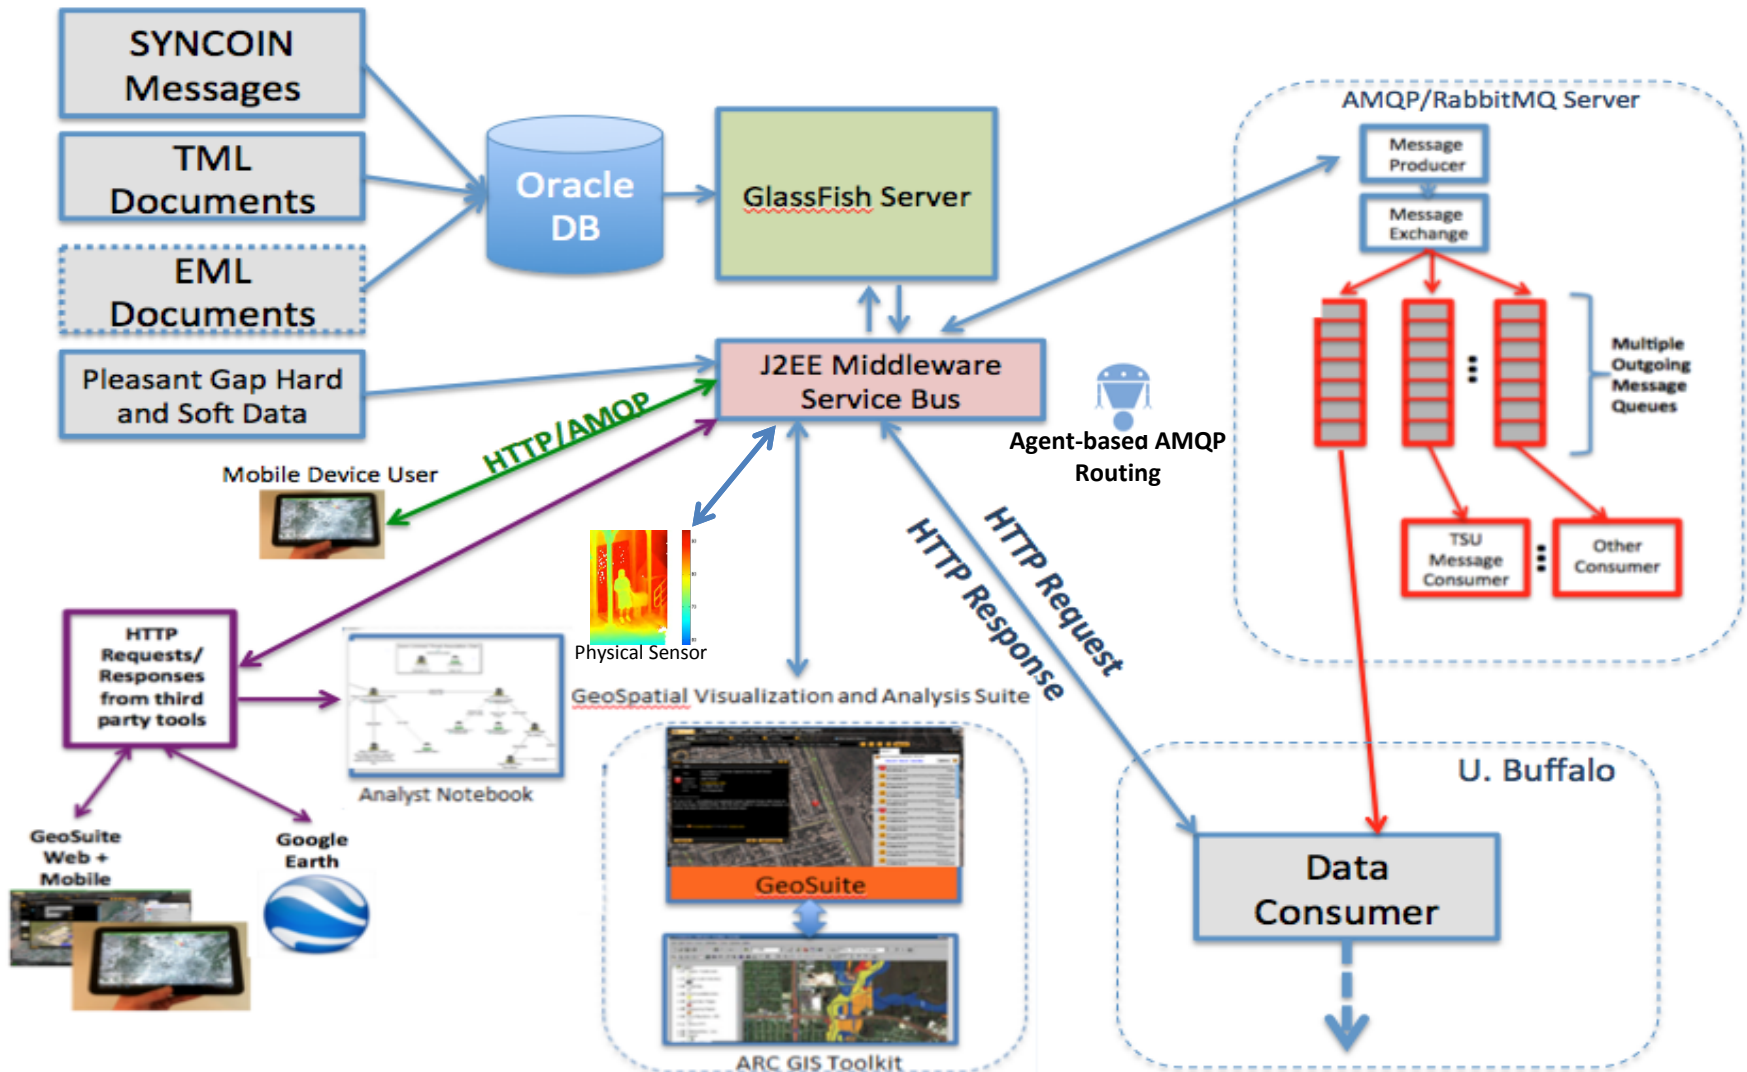 SYNCOIN
Messages
TML
Documents
EML
Documents
Pleasant Gap Hard
and Soft Data
Oracle
DB
GlassFish Server
J2EE Middleware
Service Bus
Agent-based AMQP
Routing
HTTP/AMQP
Mobile Device User
Physical Sensor
HTTP Request
HTTP Response
AMQP/RabbitMQ Server
Message
Producer
Message
Exchange
Multiple
Outgoing
Message
Queues
TSU
Message
Consumer
Other
Consumer
HTTP
Requests/
Responses
from third
party tools
Analyst Notebook
GeoSuite
Web +
Mobile
Google
Earth
GeoSpatial Visualization and Analysis Suite
GeoSuite
ARC GIS Toolkit
U. Buffalo
Data
Consumer